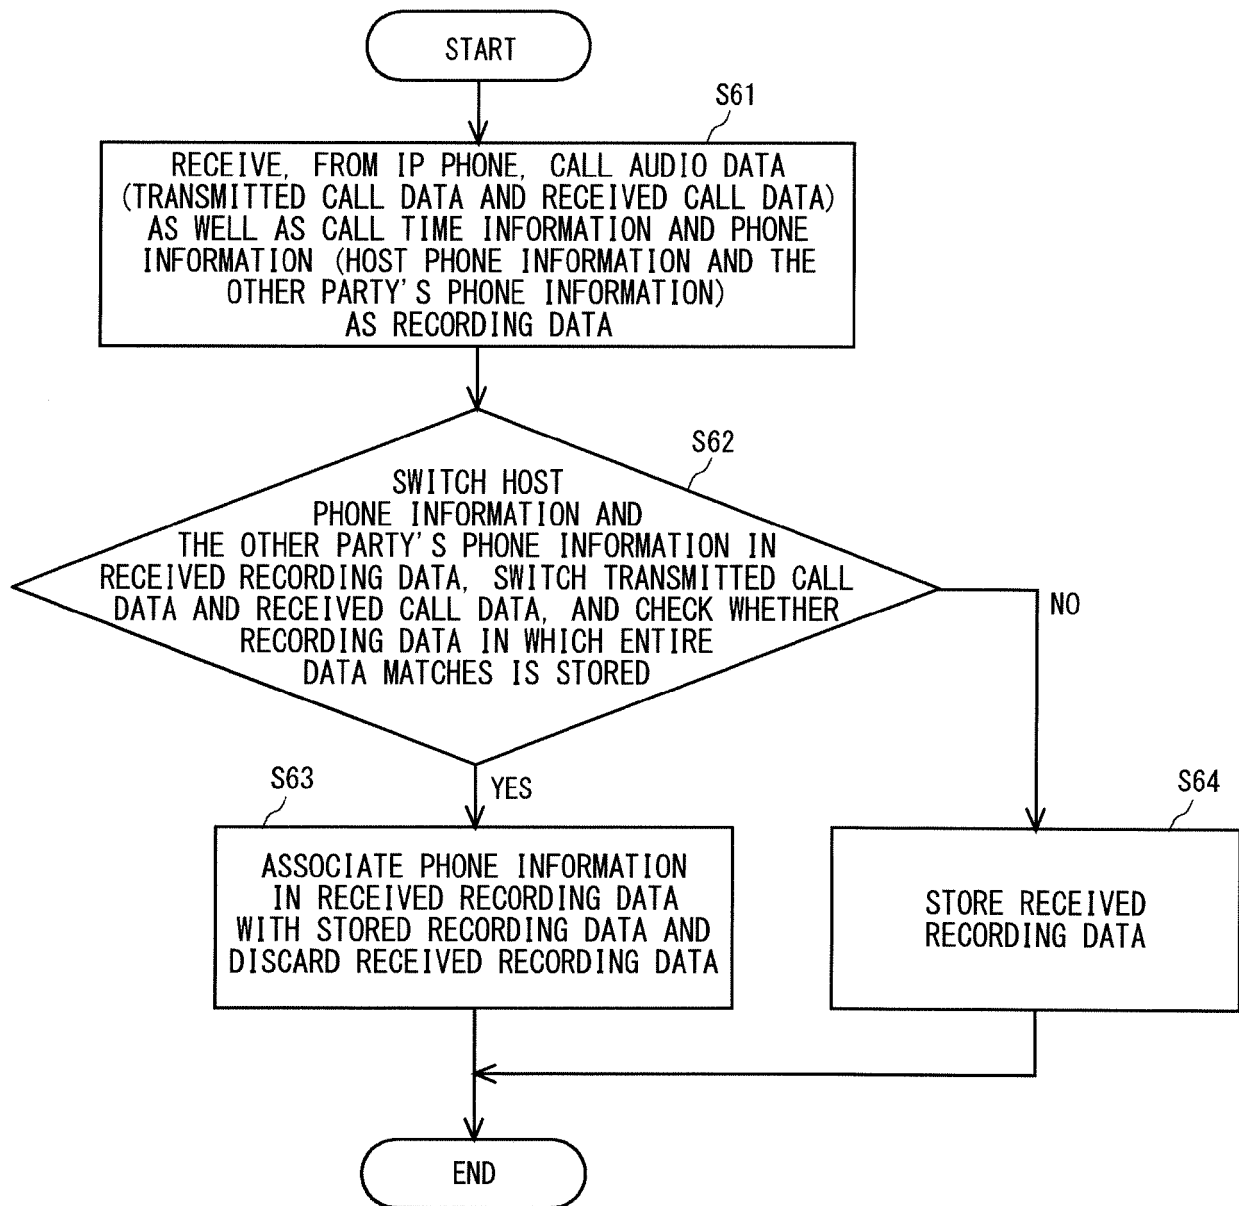 START
S61
RECEIVE, FROM IP PHONE, CALL AUDIO DATA
(TRANSMITTED CALL DATA AND RECEIVED CALL DATA)
AS WELL AS CALL TIME INFORMATION AND PHONE
INFORMATION (HOST PHONE INFORMATION AND THE
OTHER PARTY'S PHONE INFORMATION)
AS RECORDING DATA
S62
SWITCH HOST
PHONE INFORMATION AND
THE OTHER PARTY'S PHONE INFORMATION IN
RECEIVED RECORDING DATA, SWITCH TRANSMITTED CALL
DATA AND RECEIVED CALL DATA, AND CHECK WHETHER
RECORDING DATA IN WHICH ENTIRE
DATA MATCHES IS STORED
NO
YES
S63
ASSOCIATE PHONE INFORMATION
IN RECEIVED RECORDING DATA
WITH STORED RECORDING DATA AND
DISCARD RECEIVED RECORDING DATA
S64
STORE RECEIVED
RECORDING DATA
END